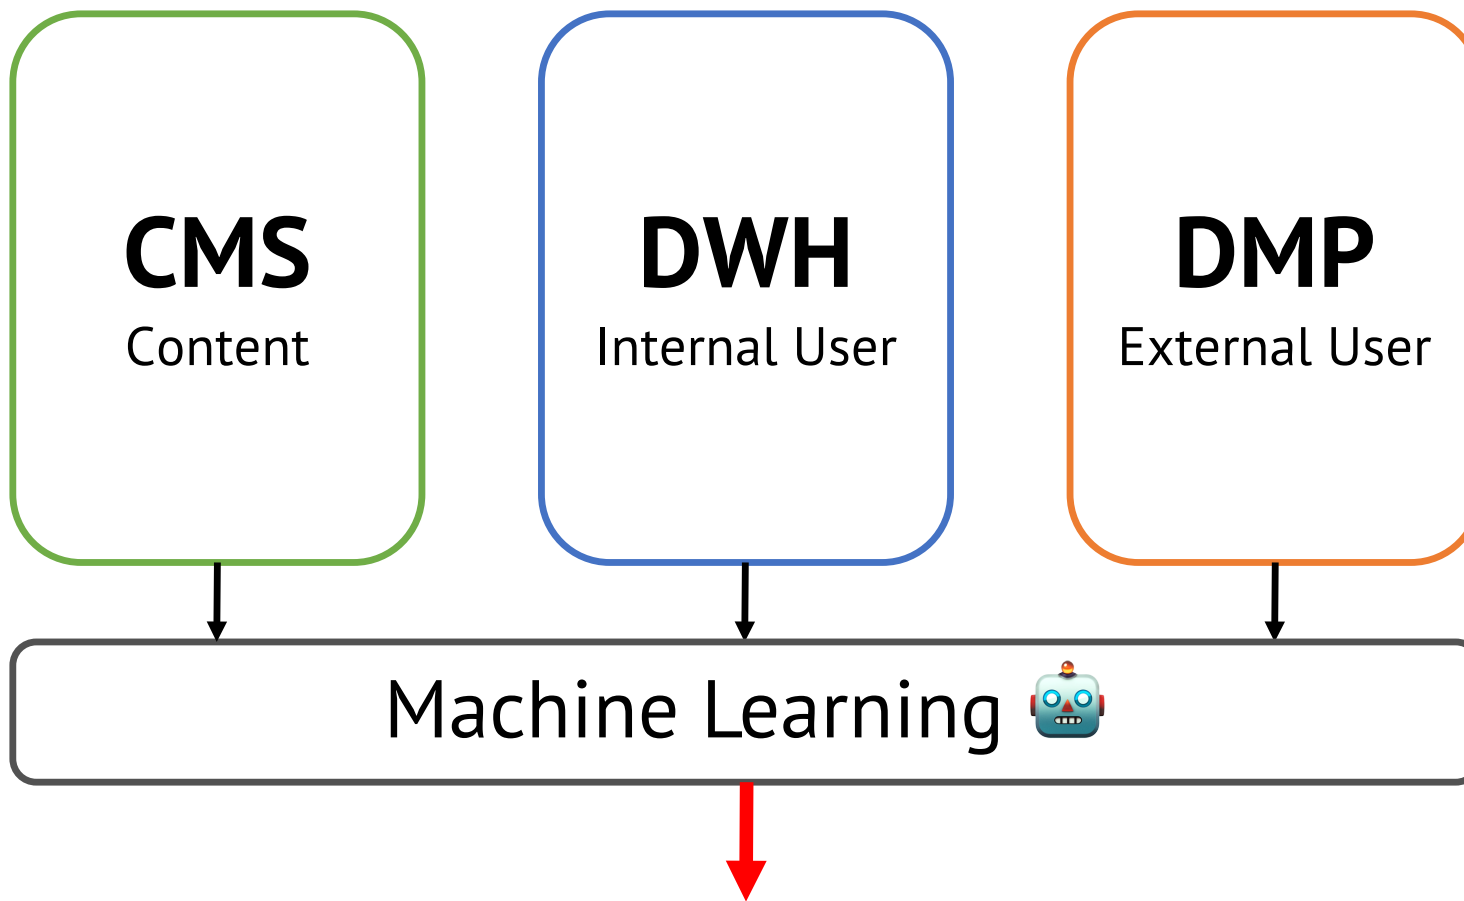 CMS
Content
DWH
Internal User
DMP
External User
Machine Learning 🤖